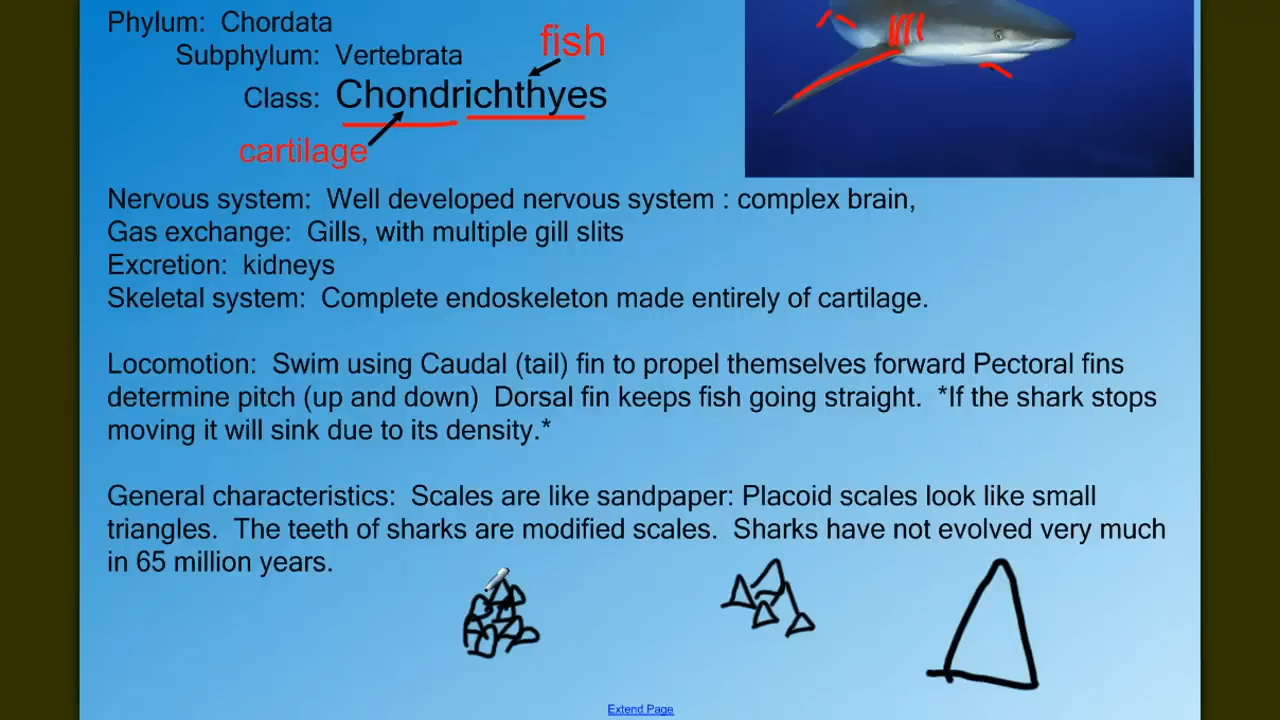 Phylum: Chordata
Subphylum: Vertebrata
fish
Class: Chondrichthyes
cartilage
Nervous system: Well developed nervous system : complex brain,
Gas exchange: Gills, with multiple gill slits
Excretion: kidneys
Skeletal system: Complete endoskeleton made entirely of cartilage.
Locomotion: Swim using Caudal (tail) fin to propel themselves forward Pectoral fins
determine pitch (up and down) Dorsal fin keeps fish going straight. *If the shark stops
moving it will sink due to its density.*
General characteristics: Scales are like sandpaper: Placoid scales look like small
triangles. The teeth of sharks are modified scales. Sharks have not evolved very much
in 65 million years.
Extend Page